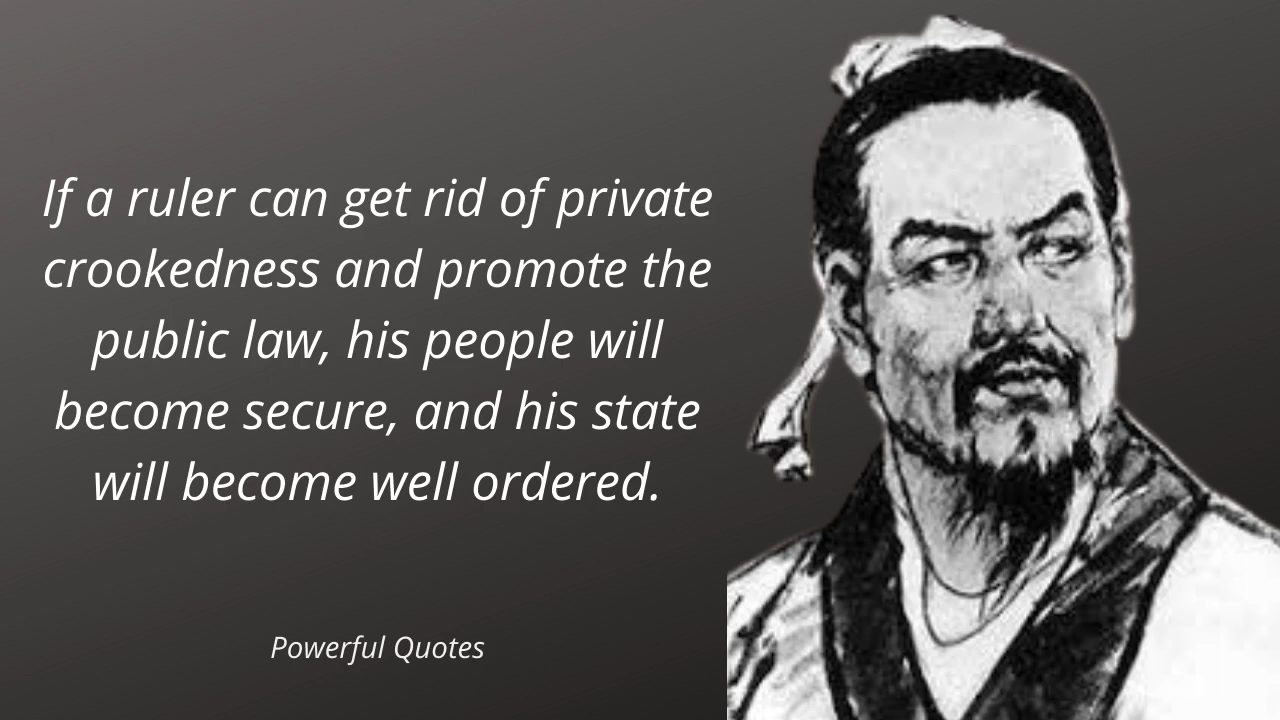 If a ruler can get rid of private
crookedness and promote the
public law, his people will
become secure, and his state
will become well ordered.
Powerful Quotes